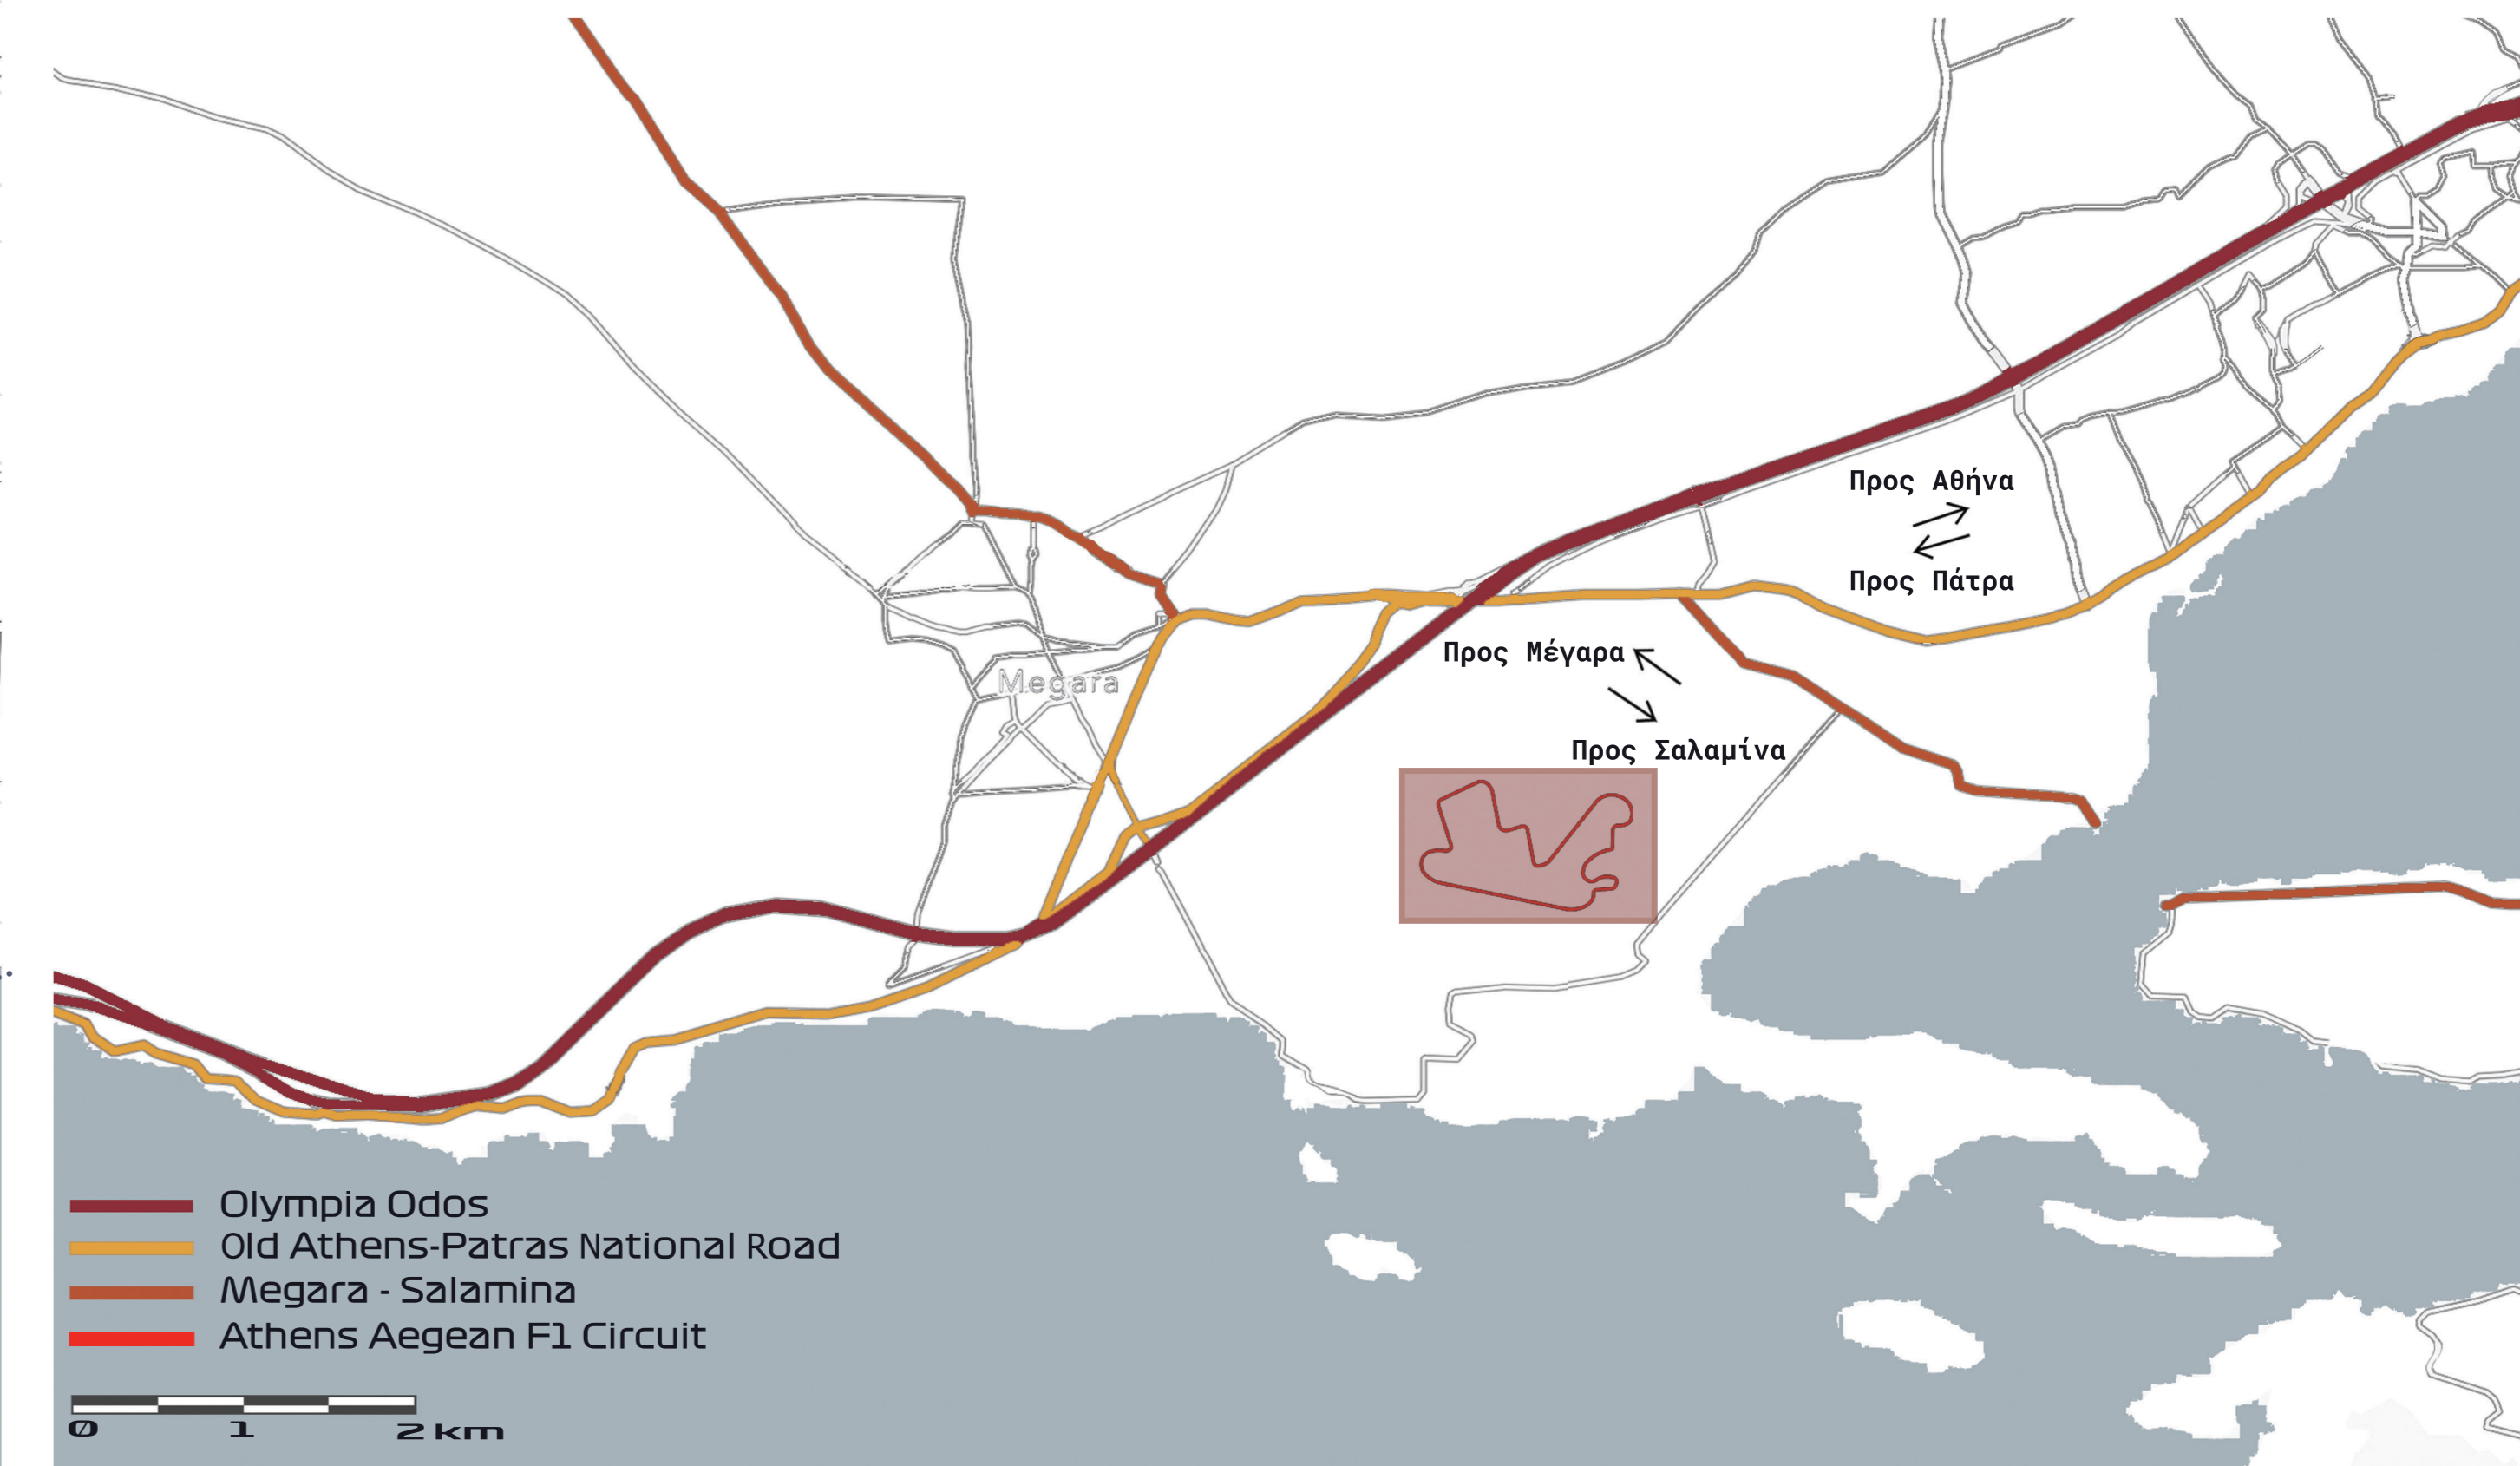 Προς Αθήνα
Προς Πάτρα
Προς Μέγαρα
Προς Σαλαμίνα
Megara
Olympia Odos
Old Athens-Patras National Road
Megara - Salamina
Athens Aegean F1 Circuit
0 1 2 km